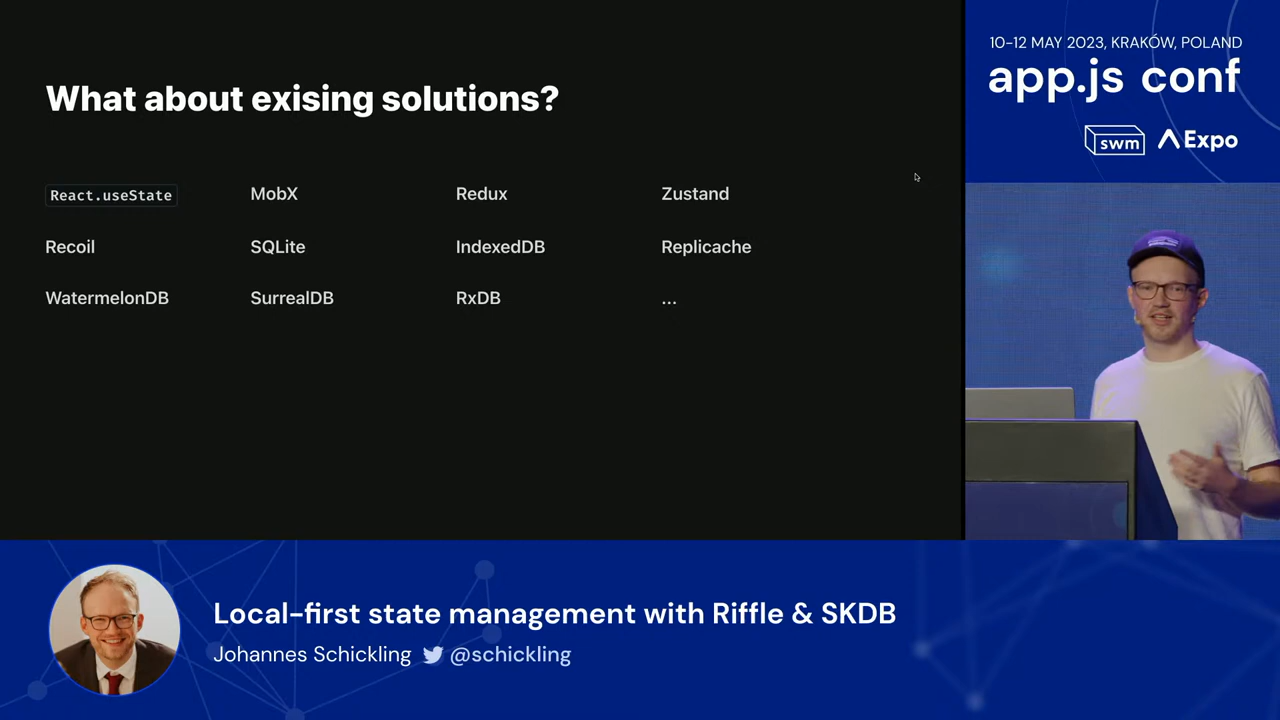 What about exising solutions?
React.useState MobX Redux Zustand
Recoil SQLite IndexedDB Replicache
WatermelonDB SurrealDB RxDB ...
10-12 MAY 2023, KRAKÓW, POLAND
app.js conf
swm Expo
Local-first state management with Riffle & SKDB
Johannes Schickling @schickling